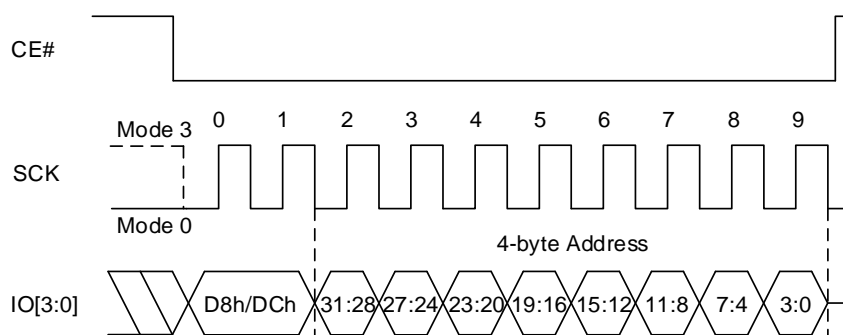 CE#
0 1 2 3 4 5 6 7 8 9
Mode 3
SCK
Mode 0
4-byte Address
IO[3:0] D8h/DCh 31:28 27:24 23:20 19:16 15:12 11:8 7:4 3:0